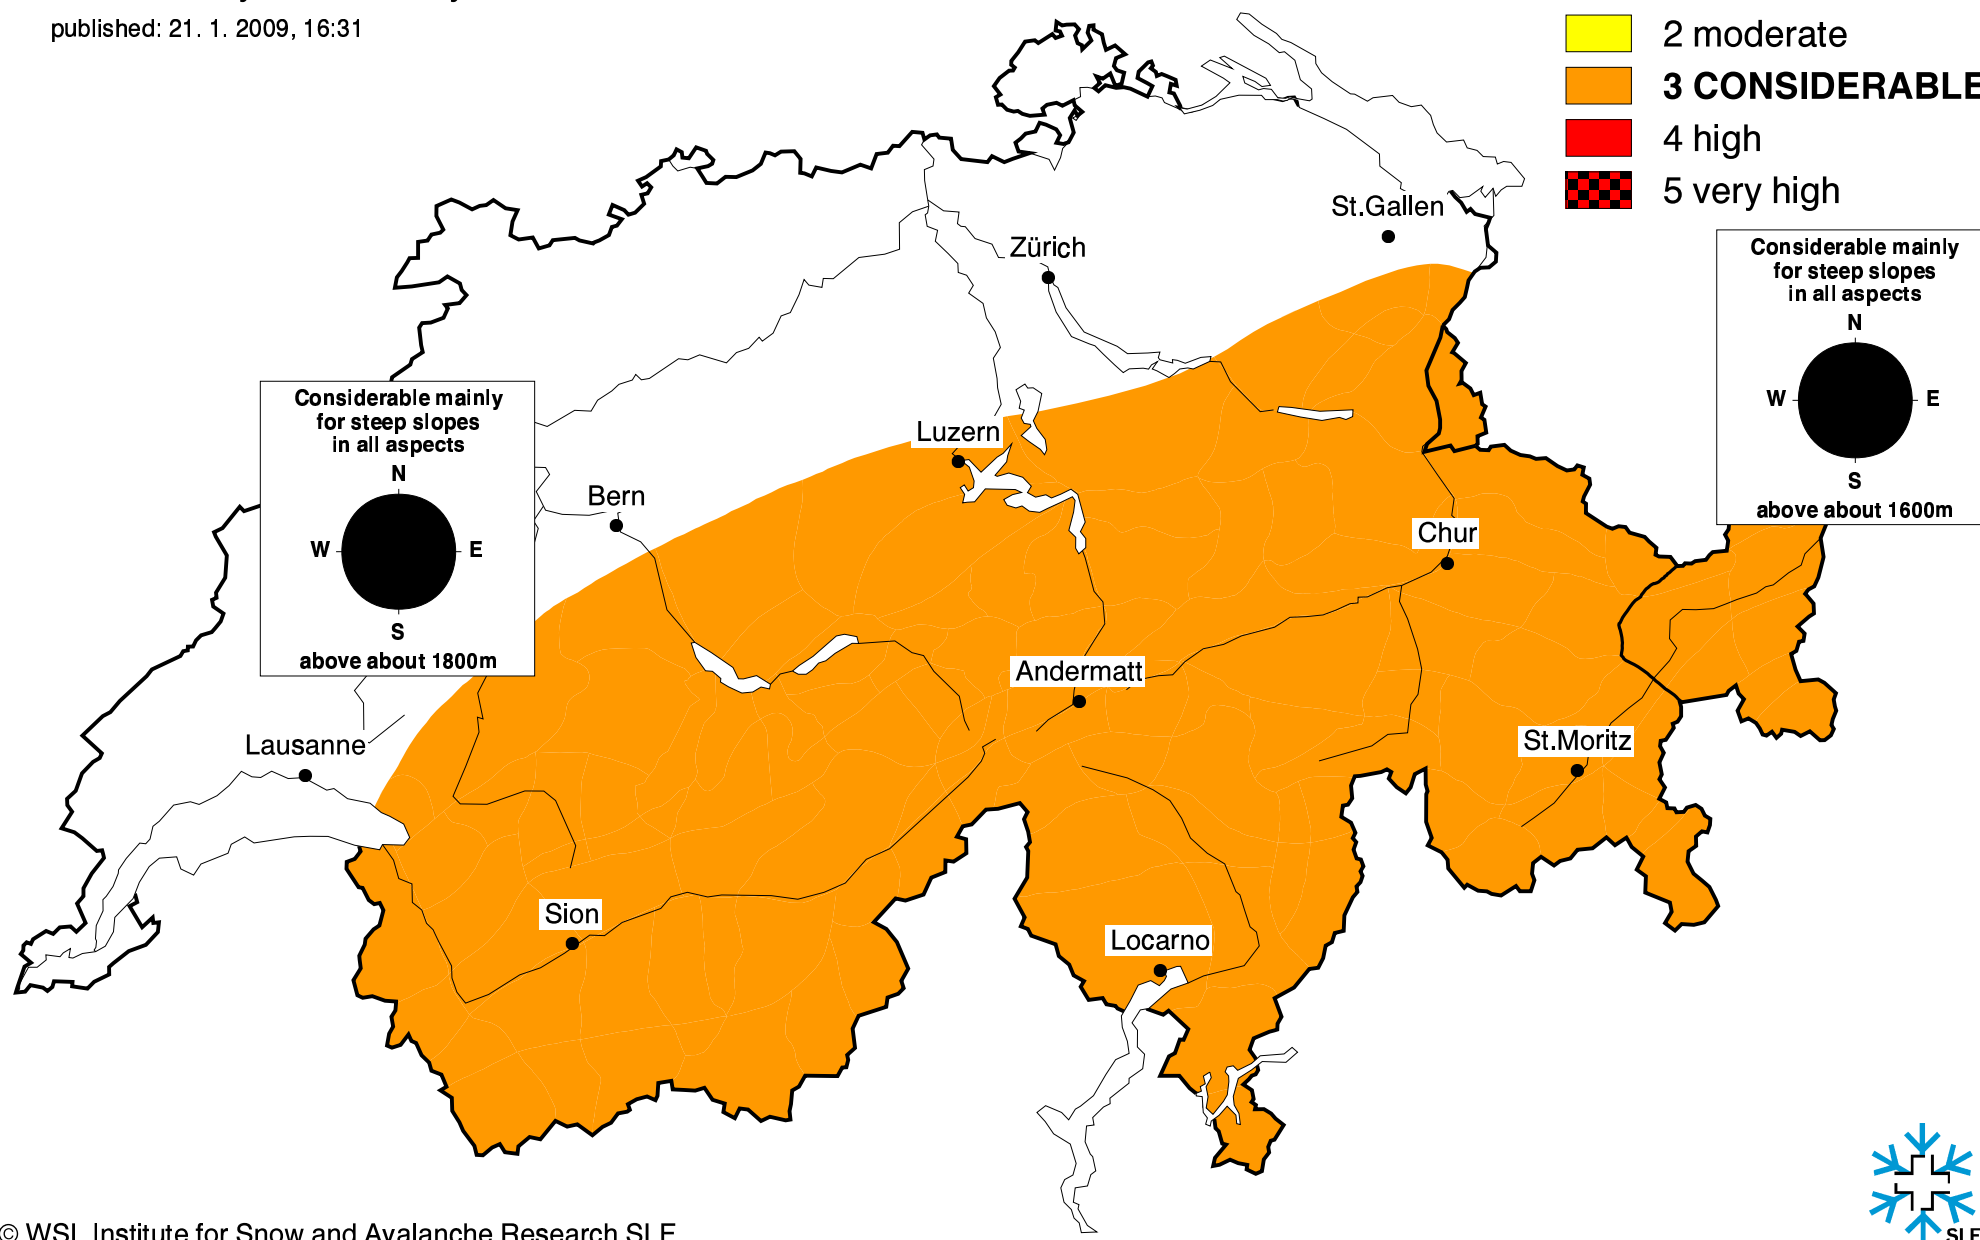 published: 21. 1. 2009, 16:31
2 moderate
3 CONSIDERABLE
4 high
5 very high
St.Gallen
Zürich
Considerable mainly
for steep slopes
in all aspects
N
W
E
S
above about 1600m
Considerable mainly
for steep slopes
in all aspects
N
W
E
S
above about 1800m
Luzern
Bern
Chur
Andermatt
Lausanne
St.Moritz
Sion
Locarno
© WSL Institute for Snow and Avalanche Research SLF
SLF